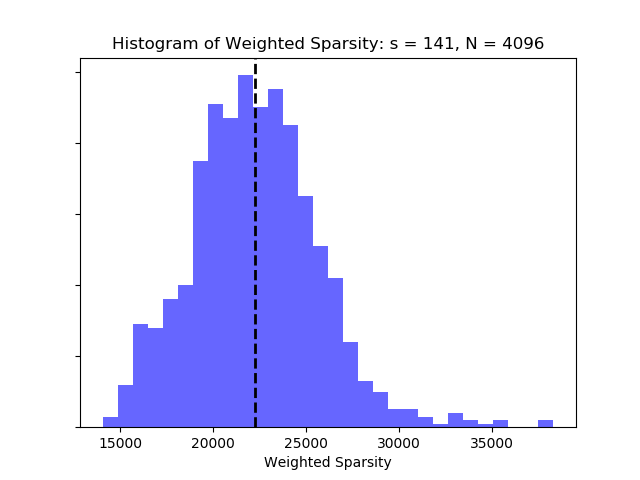 Histogram of Weighted Sparsity: s = 141, N = 4096
15000 20000 25000 30000 35000
Weighted Sparsity